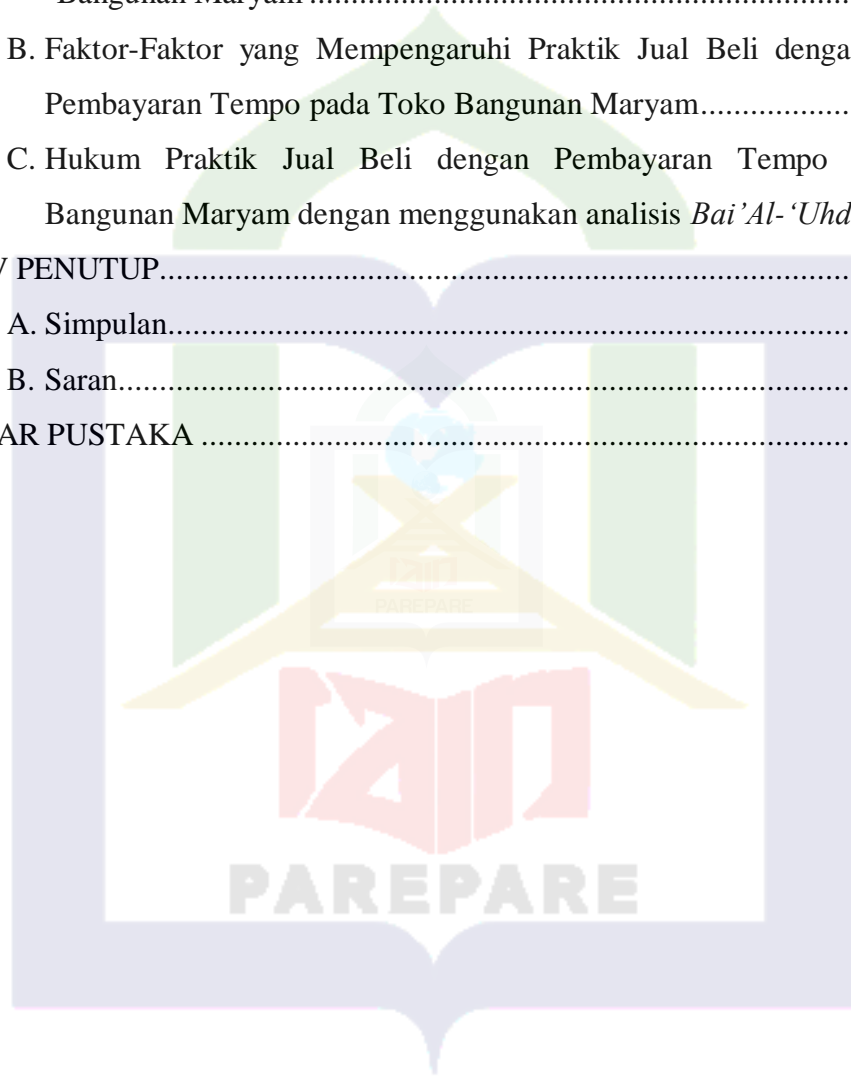 Bangunan Maryam ....................................................................
B. Faktor-Faktor yang Mempengaruhi Praktik Jual Beli denga
Pembayaran Tempo pada Toko Bangunan Maryam..................
C. Hukum Praktik Jual Beli dengan Pembayaran Tempo
Bangunan Maryam dengan menggunakan analisis Bai’Al-‘Uhd
PENUTUP.....................................................................................
A. Simpulan...................................................................................
B. Saran.........................................................................................
AR PUSTAKA ...............................................................................
PAREPARE
PAREPARE